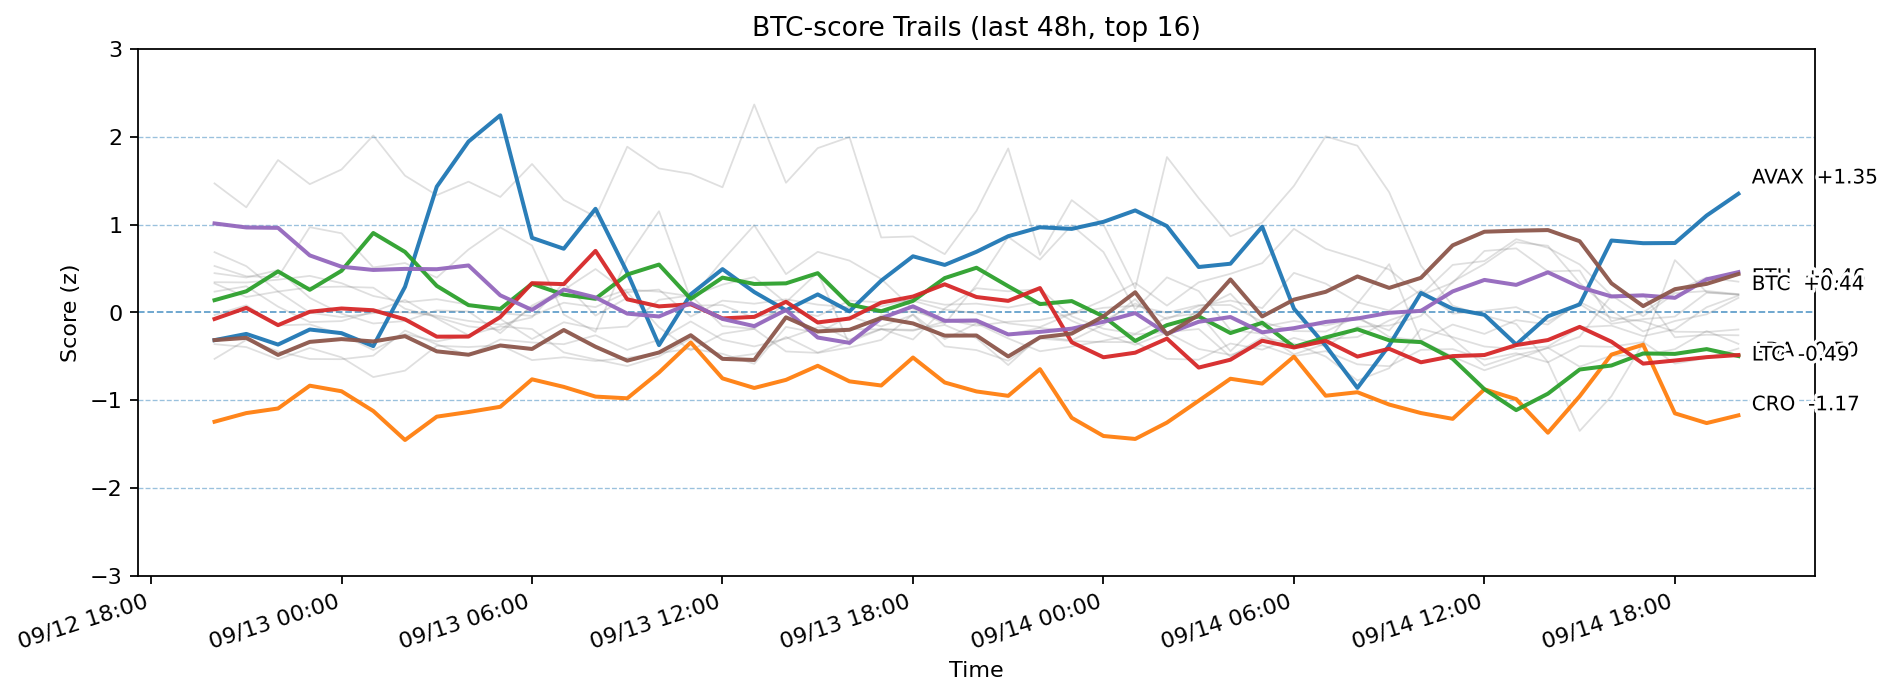 BTC-score Trails (last 48h, top 16)
3
2
1
0
−1
−2
−3
Score (z)
AVAX +1.35
BTC +0.44
LTC -0.49
CRO -1.17
09/12 18:00
09/13 00:00
09/13 06:00
09/13 12:00
09/13 18:00
09/14 00:00
09/14 06:00
09/14 12:00
09/14 18:00
Time